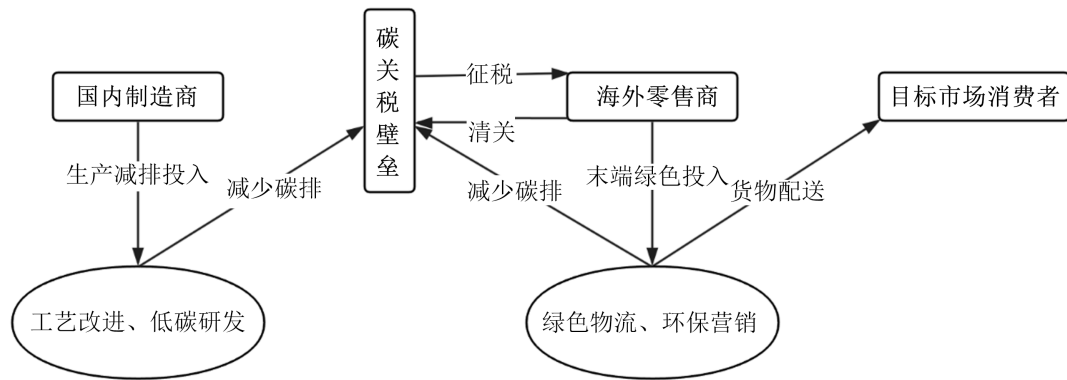 碳关税壁垒
征税
国内制造商
海外零售商
目标市场消费者
清关
生产减排投入
减少碳排
减少碳排
末端绿色投入
货物配送
工艺改进、低碳研发
绿色物流、环保营销